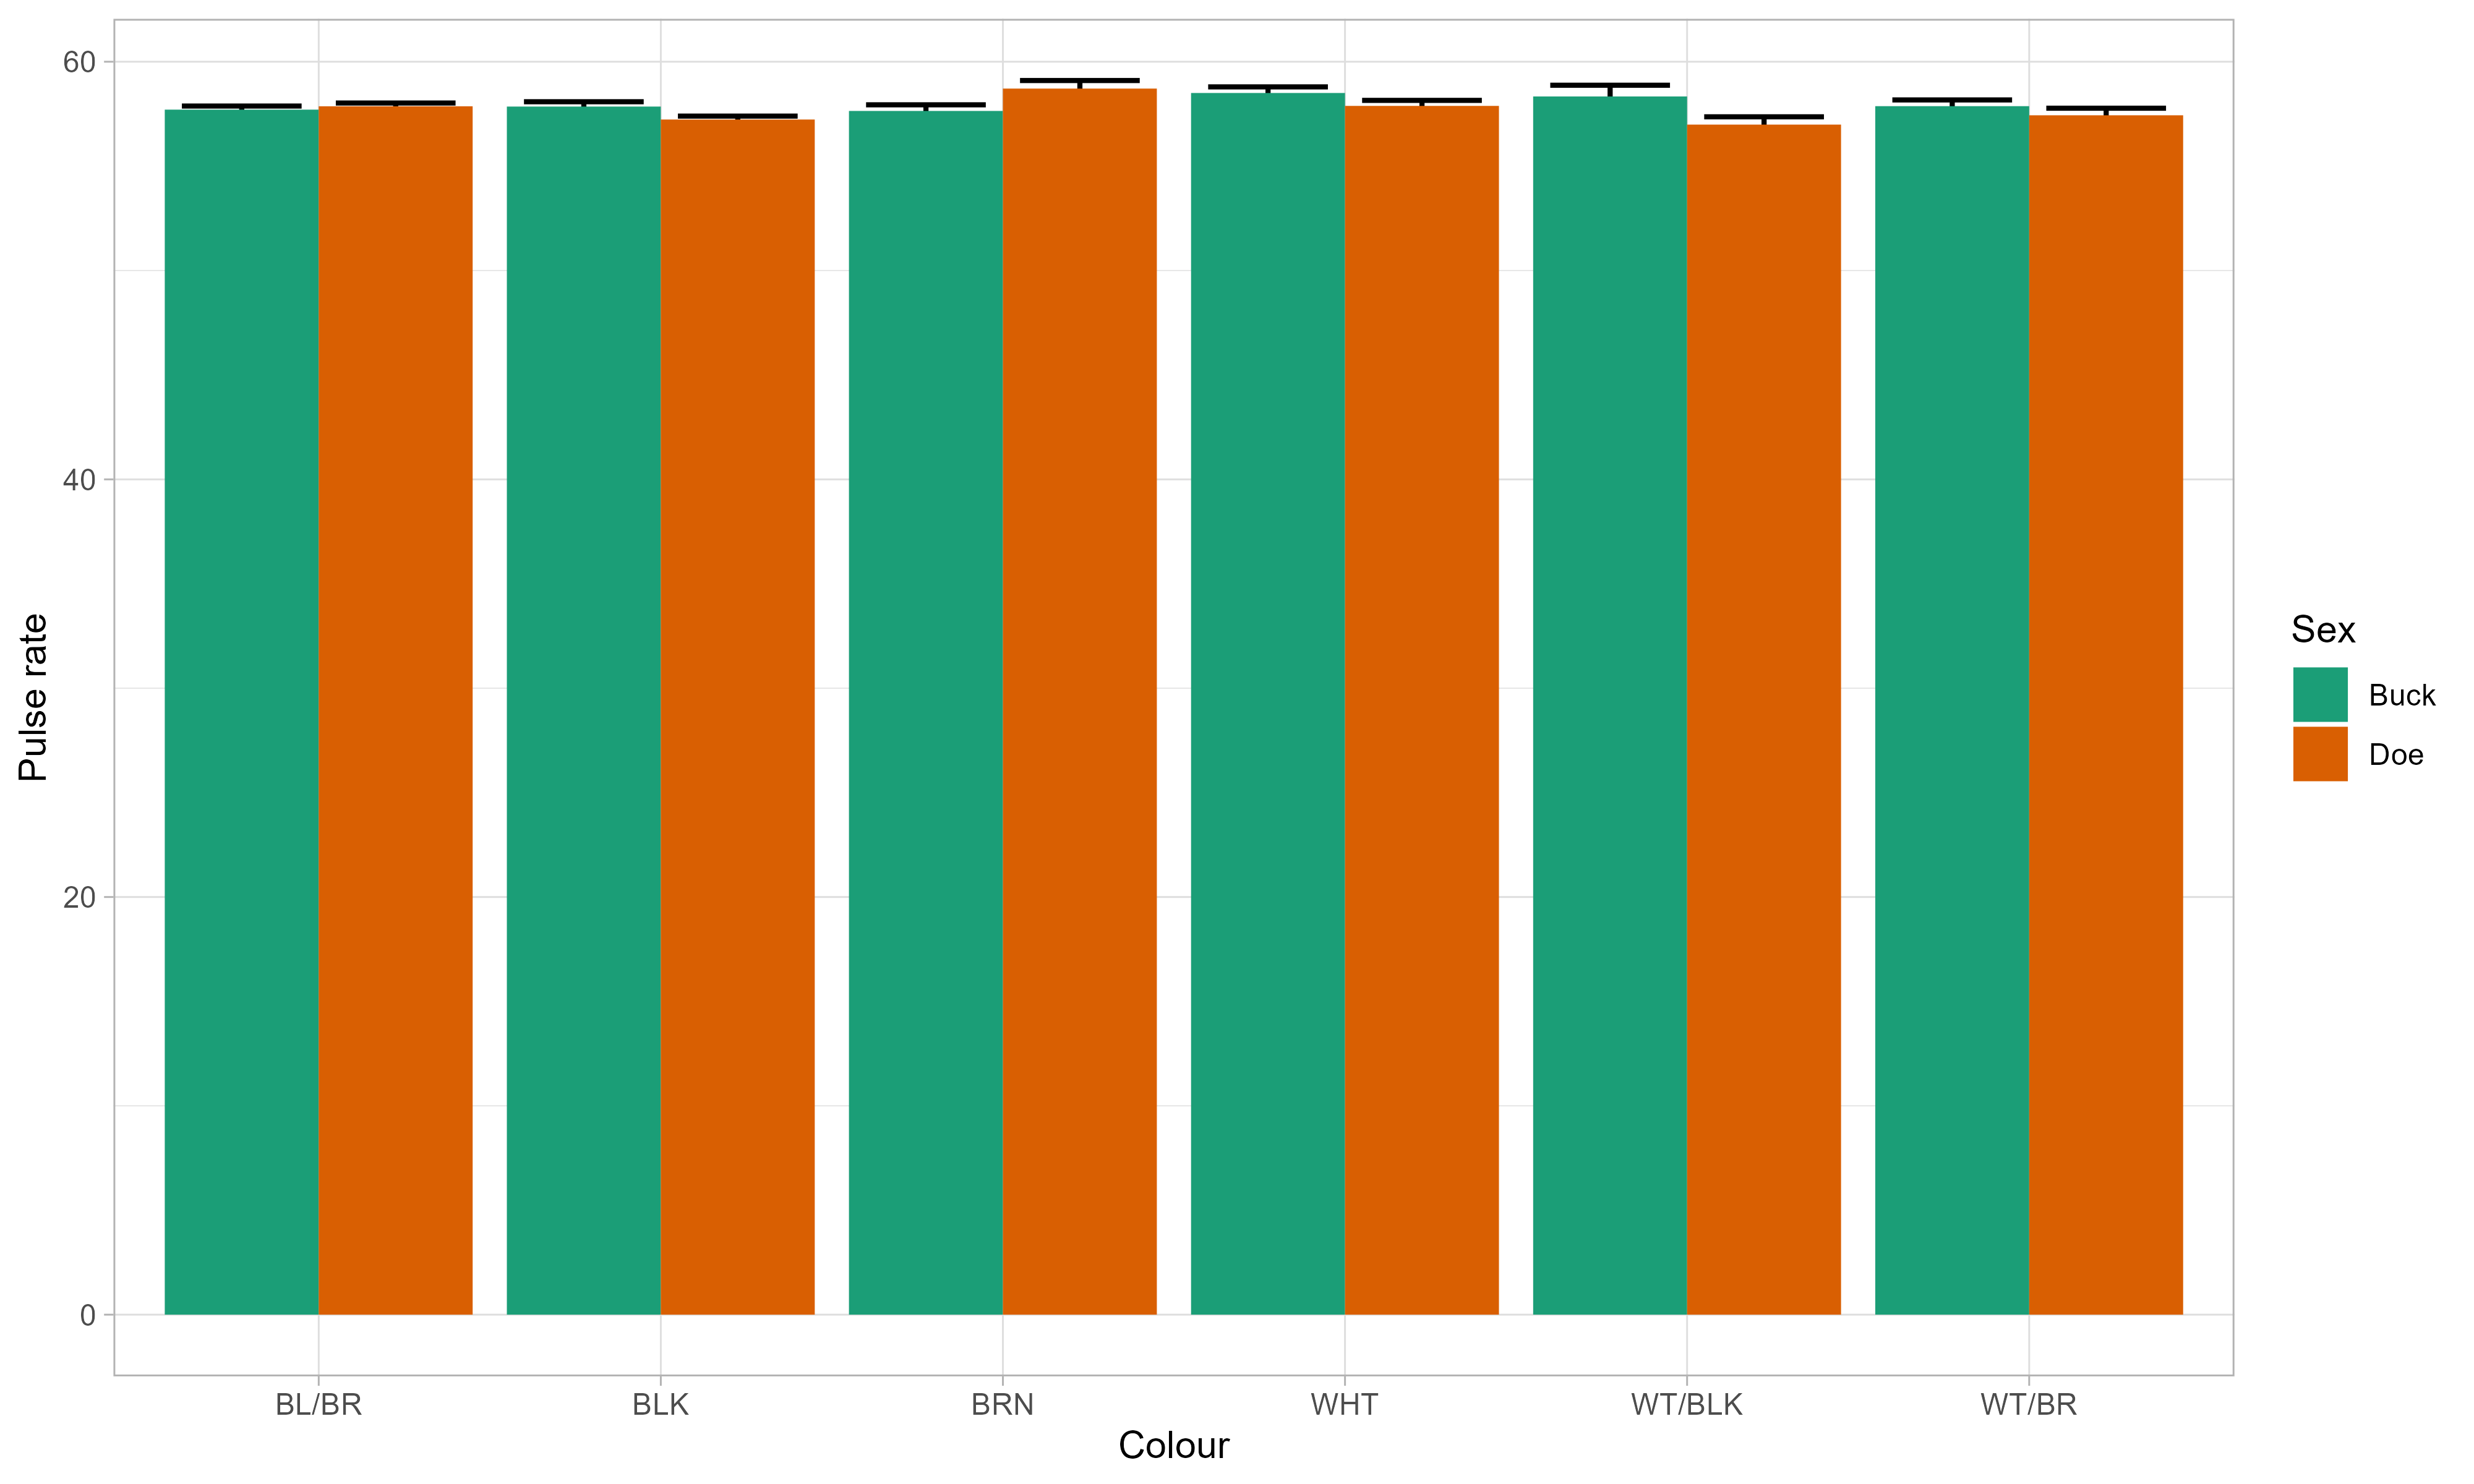 60
40
20
0
Pulse rate
BL/BR BLK BRN WHT WT/BLK WT/BR
Colour
Sex
Buck
Doe